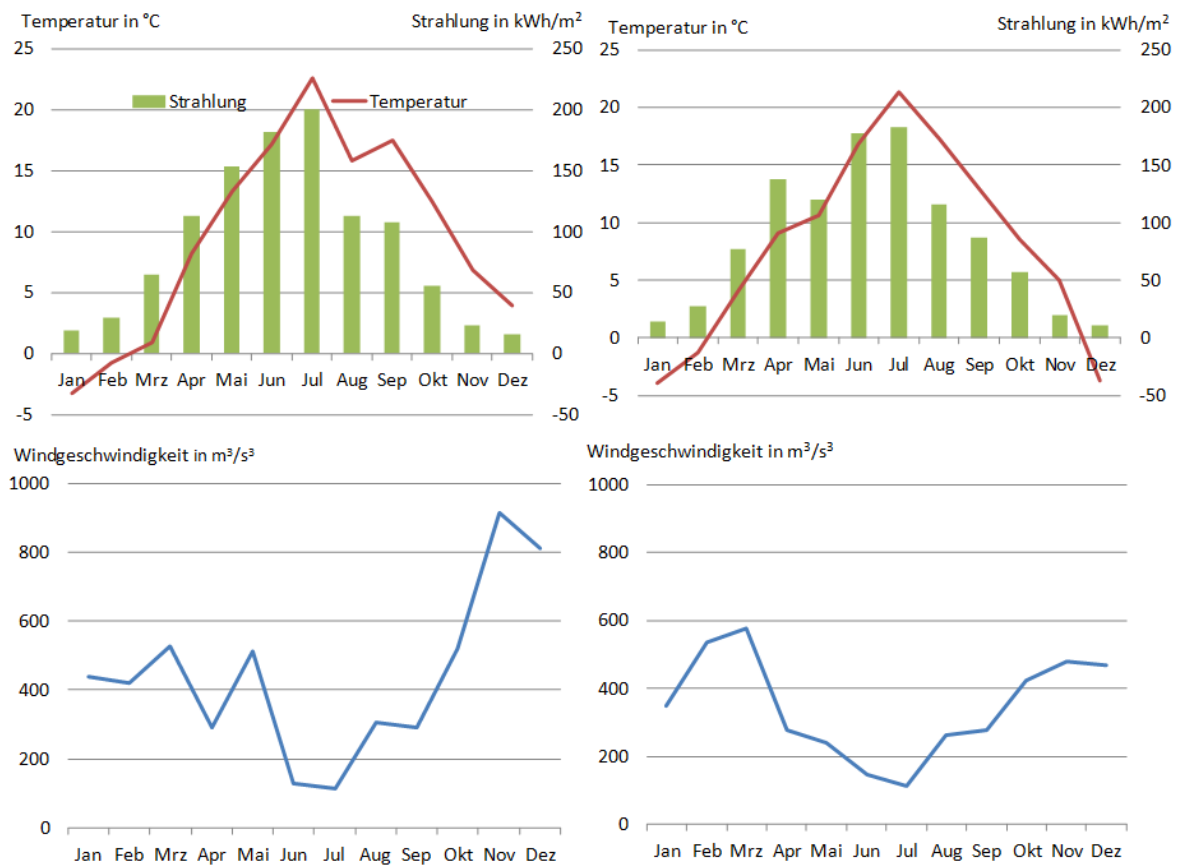 Temperatur in °C Strahlung in kWh/m²
25 250
20 200
15 150
10 100
5 50
0 0
-5 -50
Strahlung Temperatur
Jan Feb Mrz Apr Mai Jun Jul Aug Sep Okt Nov Dez
Temperatur in °C Strahlung in kWh/m²
25 250
20 200
15 150
10 100
5 50
0 0
-5 -50
Jan Feb Mrz Apr Mai Jun Jul Aug Sep Okt Nov Dez
Windgeschwindigkeit in m³/s³
1000
800
600
400
200
0
Jan Feb Mrz Apr Mai Jun Jul Aug Sep Okt Nov Dez
Windgeschwindigkeit in m³/s³
1000
800
600
400
200
0
Jan Feb Mrz Apr Mai Jun Jul Aug Sep Okt Nov Dez